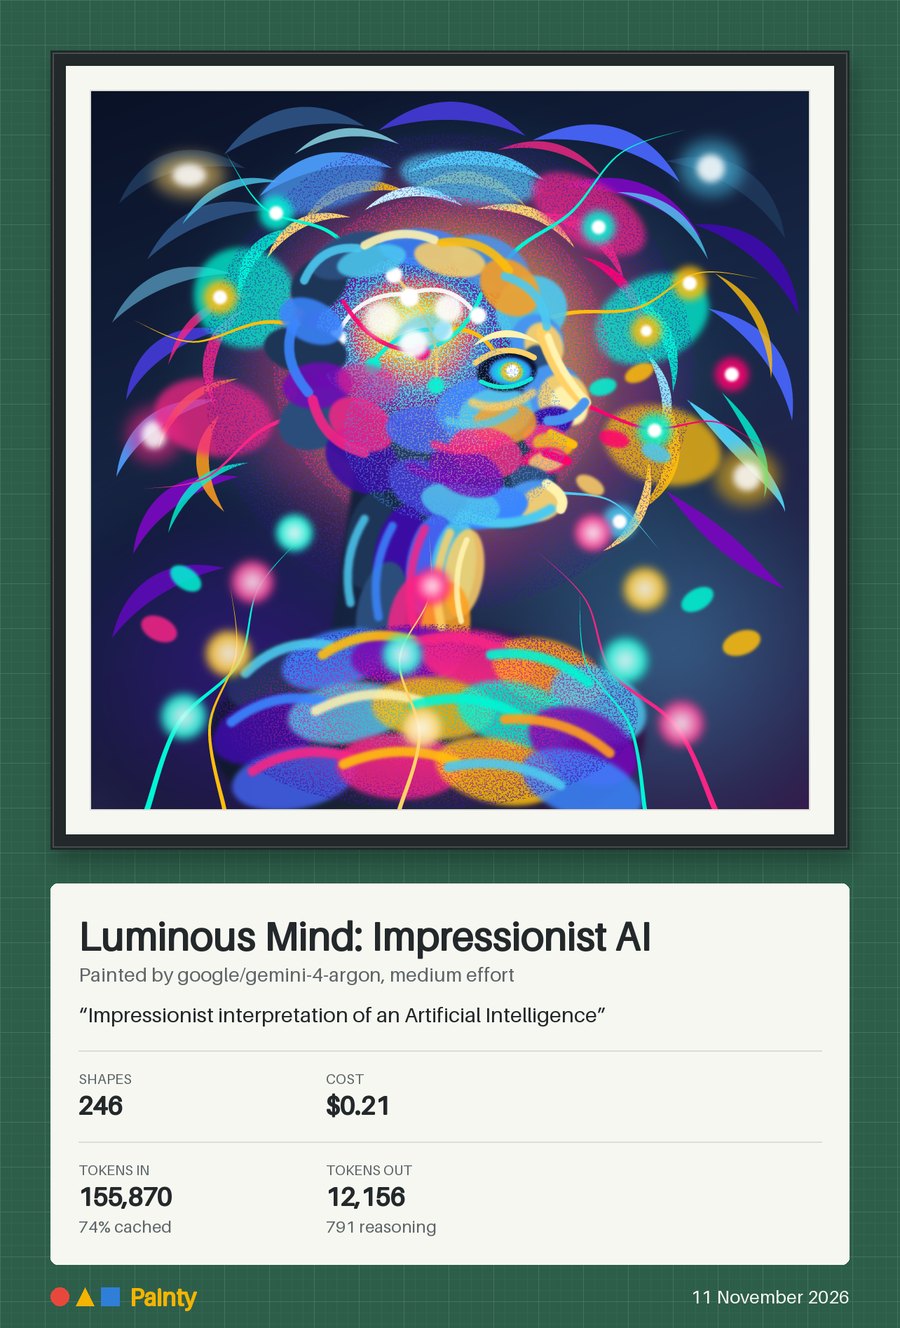 Luminous Mind: Impressionist AI
Painted by google/gemini-4-argon, medium effort
“Impressionist interpretation of an Artificial Intelligence”
SHAPES
246
COST
$0.21
TOKENS IN
155,870
74% cached
TOKENS OUT
12,156
791 reasoning
Painty
11 November 2026